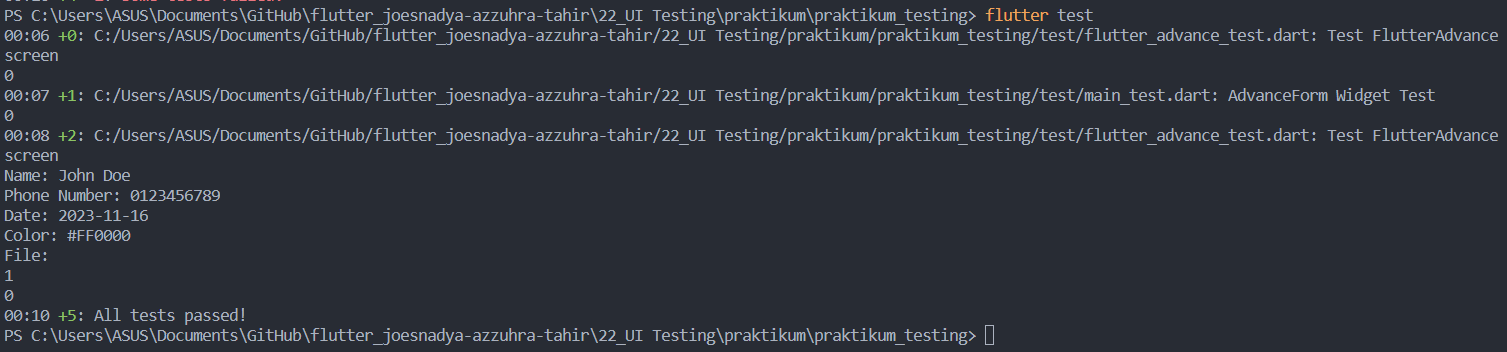 PS C:\Users\ASUS\Documents\GitHub\flutter_joesnadya-azzuhra-tahir\22_UI Testing\praktikum\praktikum_testing> flutter test
00:06 +0: C:/Users/ASUS/Documents/GitHub/flutter_joesnadya-azzuhra-tahir/22_UI Testing/praktikum/praktikum_testing/test/flutter_advance_test.dart: Test FlutterAdvance
screen
0
00:07 +1: C:/Users/ASUS/Documents/GitHub/flutter_joesnadya-azzuhra-tahir/22_UI Testing/praktikum/praktikum_testing/test/main_test.dart: AdvanceForm Widget Test
0
00:08 +2: C:/Users/ASUS/Documents/GitHub/flutter_joesnadya-azzuhra-tahir/22_UI Testing/praktikum/praktikum_testing/test/flutter_advance_test.dart: Test FlutterAdvance
screen
Name: John Doe
Phone Number: 0123456789
Date: 2023-11-16
Color: #FF0000
File:
1
0
00:10 +5: All tests passed!
PS C:\Users\ASUS\Documents\GitHub\flutter_joesnadya-azzuhra-tahir\22_UI Testing\praktikum\praktikum_testing>